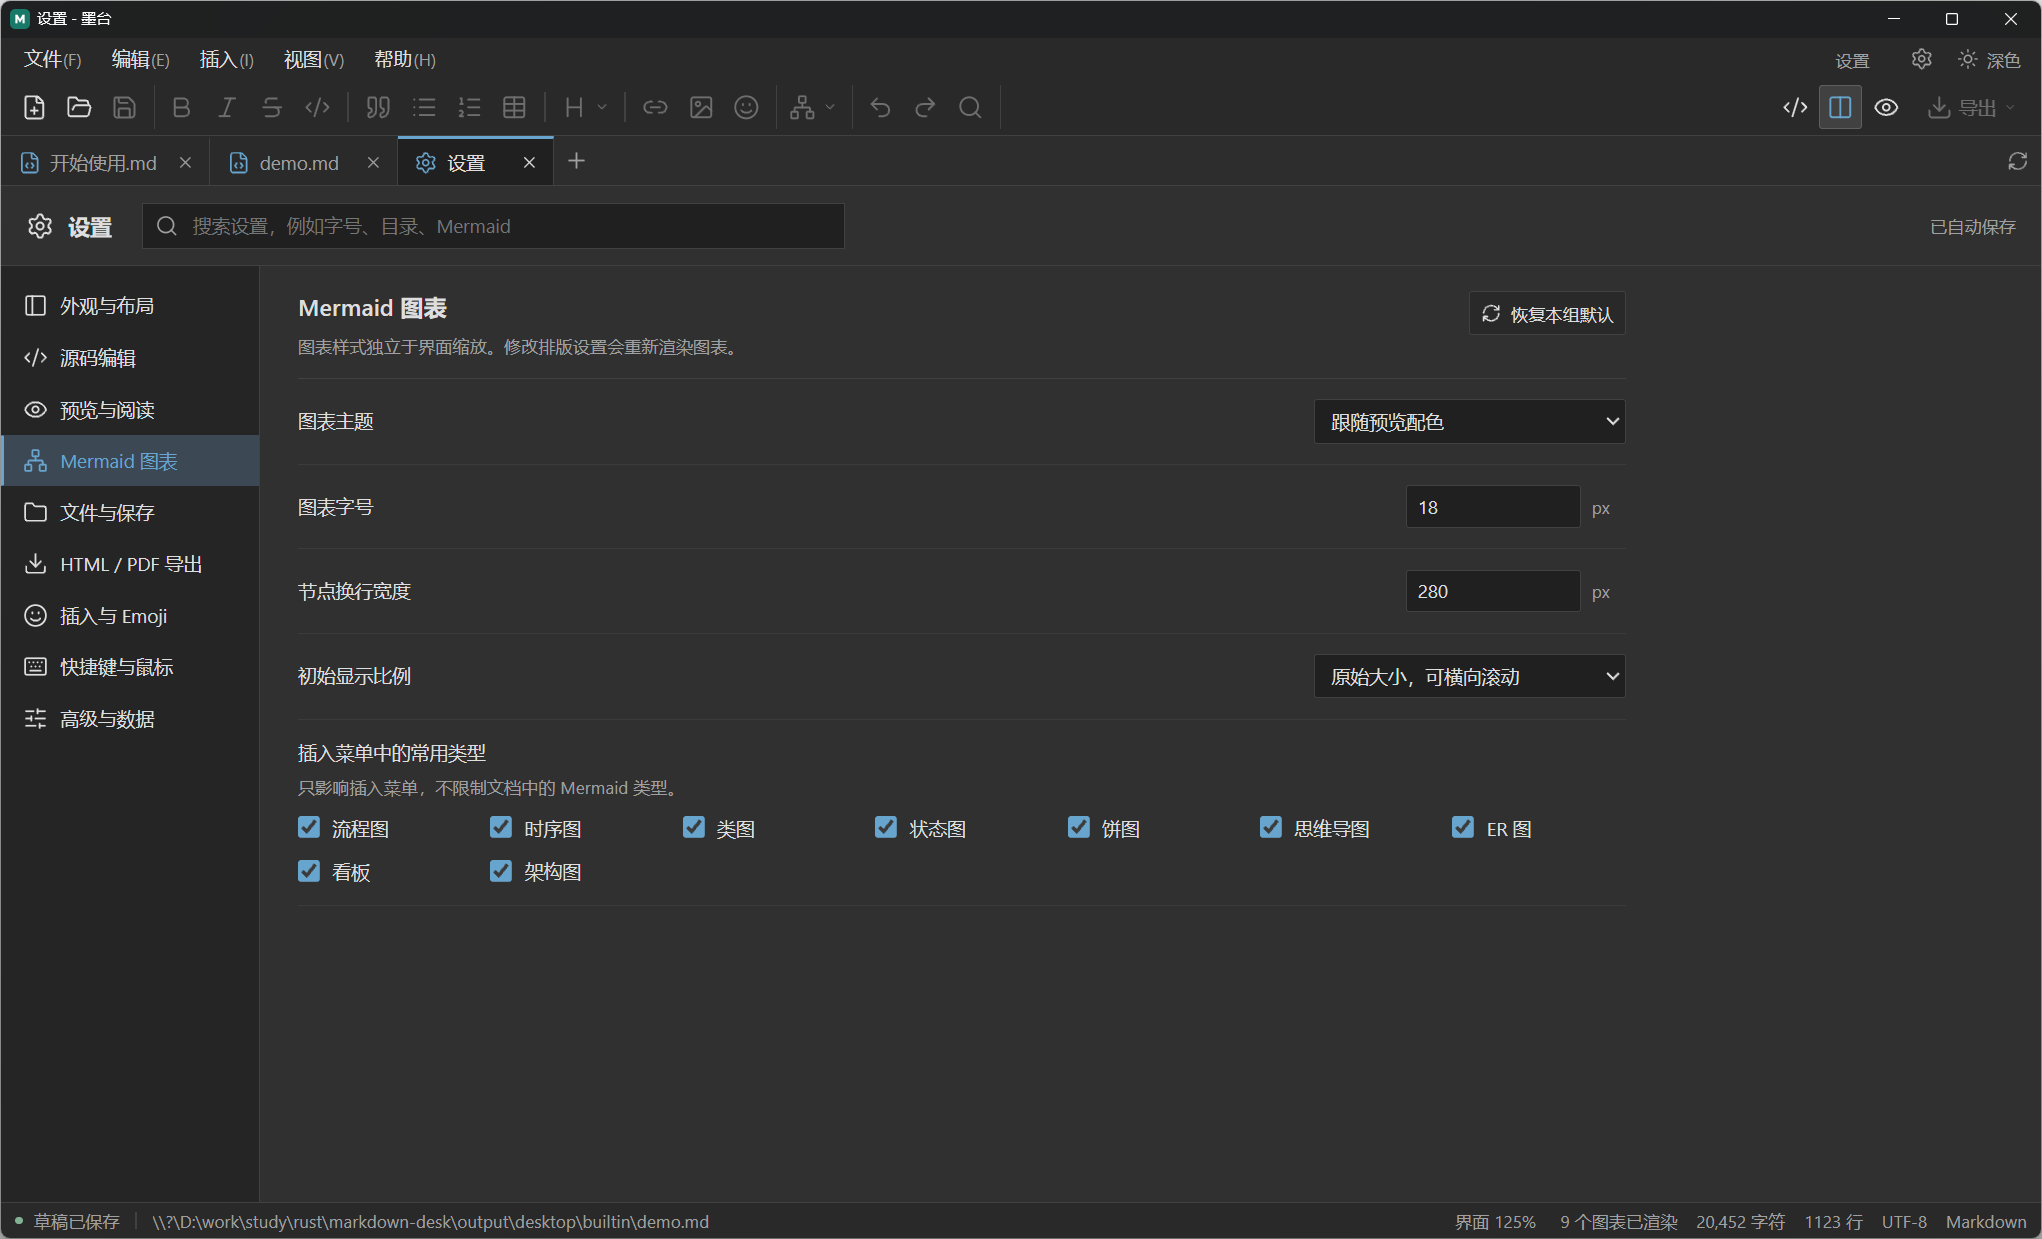 M 设置 - 墨台
文件(F) 编辑(E) 插入(I) 视图(V) 帮助(H) 设置 深色
导出
开始使用.md demo.md 设置
设置 搜索设置，例如字号、目录、Mermaid 已自动保存
外观与布局
源码编辑
预览与阅读
Mermaid 图表
文件与保存
HTML / PDF 导出
插入与 Emoji
快捷键与鼠标
高级与数据
Mermaid 图表 恢复本组默认
图表样式独立于界面缩放。修改排版设置会重新渲染图表。
图表主题 跟随预览配色
图表字号 18 px
节点换行宽度 280 px
初始显示比例 原始大小，可横向滚动
插入菜单中的常用类型
只影响插入菜单，不限制文档中的 Mermaid 类型。
流程图 时序图 类图 状态图 饼图 思维导图 ER 图
看板 架构图
草稿已保存 \\?\D:\work\study\rust\markdown-desk\output\desktop\builtin\demo.md 界面 125% 9 个图表已渲染 20,452 字符 1123 行 UTF-8 Markdown